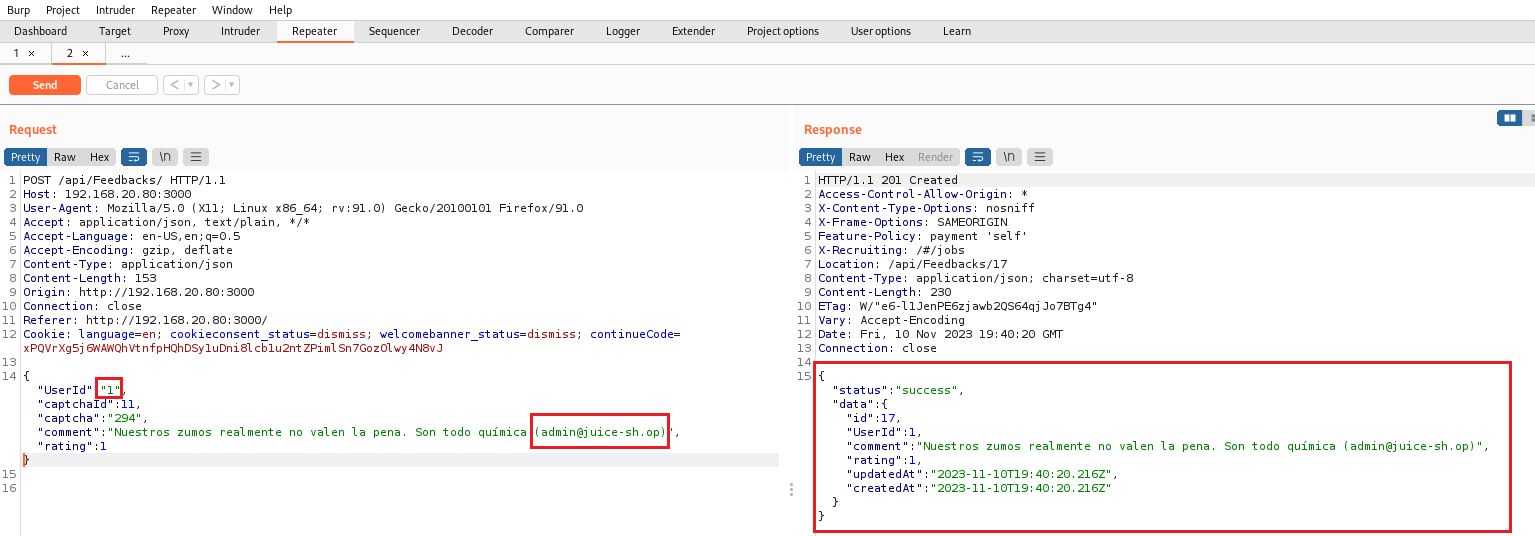 Burp Project Intruder Repeater Window Help
Dashboard Target Proxy Intruder Repeater Sequencer Decoder Comparer Logger Extender Project options User options Learn
1 × 2 × ...
Send Cancel < ▼ > ▼
Request
Pretty Raw Hex \n
1 POST /api/Feedbacks/ HTTP/1.1
2 Host: 192.168.20.80:3000
3 User-Agent: Mozilla/5.0 (X11; Linux x86_64; rv:91.0) Gecko/20100101 Firefox/91.0
4 Accept: application/json, text/plain, */*
5 Accept-Language: en-US,en;q=0.5
6 Accept-Encoding: gzip, deflate
7 Content-Type: application/json
8 Content-Length: 153
9 Origin: http://192.168.20.80:3000
10 Connection: close
11 Referer: http://192.168.20.80:3000/
12 Cookie: language=en; cookieconsent_status=dismiss; welcomebanner_status=dismiss; continueCode=
xPQVrXg5j6WAWQhVtnfpHQhDSy1uDni8lcb1u2ntZPimlSn7GozOlwy4N8vJ
13
14 {
"UserId":"1",
"captchaId":11,
"captcha":"294",
"comment":"Nuestros zumos realmente no valen la pena. Son todo química (admin@juice-sh.op)",
"rating":1
}
15
16
Response
Pretty Raw Hex Render \n
1 HTTP/1.1 201 Created
2 Access-Control-Allow-Origin: *
3 X-Content-Type-Options: nosniff
4 X-Frame-Options: SAMEORIGIN
5 Feature-Policy: payment 'self'
6 X-Recruiting: /#/jobs
7 Location: /api/Feedbacks/17
8 Content-Type: application/json; charset=utf-8
9 Content-Length: 230
10 ETag: W/"e6-l1JenPE6zjawb2QS64qjJo7BTg4"
11 Vary: Accept-Encoding
12 Date: Fri, 10 Nov 2023 19:40:20 GMT
13 Connection: close
14
15 {
"status":"success",
"data":{
"id":17,
"UserId":1,
"comment":"Nuestros zumos realmente no valen la pena. Son todo química (admin@juice-sh.op)",
"rating":1,
"updatedAt":"2023-11-10T19:40:20.216Z",
"createdAt":"2023-11-10T19:40:20.216Z"
}
}